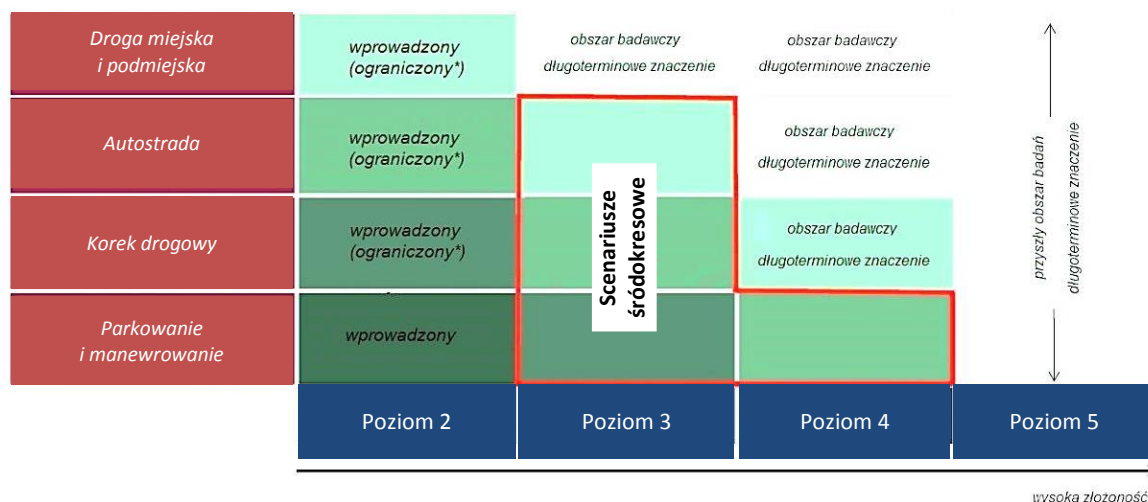 Droga miejska
i podmiejska
wprowadzony
(ograniczony*)
obszar badawczy
długoterminowe znaczenie
obszar badawczy
długoterminowe znaczenie
Autostrada
wprowadzony
(ograniczony*)
obszar badawczy
długoterminowe znaczenie
Korek drogowy
wprowadzony
(ograniczony*)
obszar badawczy
długoterminowe znaczenie
Parkowanie
i manewrowanie
wprowadzony
Scenariusze
śródokresowe
przyszły obszar badań
długoterminowe znaczenie
Poziom 2
Poziom 3
Poziom 4
Poziom 5
wysoka złożoność